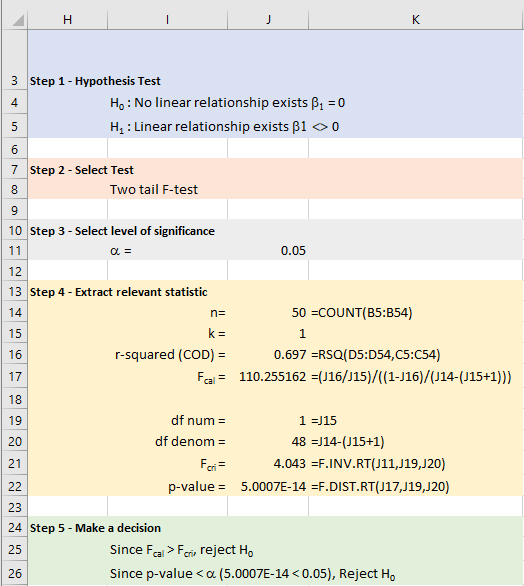 H I J K
3 Step 1 - Hypothesis Test
4 H₀ : No linear relationship exists β₁ = 0
5 H₁ : Linear relationship exists β1 <> 0
6
7 Step 2 - Select Test
8 Two tail F-test
9
10 Step 3 - Select level of significance
11 α = 0.05
12
13 Step 4 - Extract relevant statistic
14 n= 50 =COUNT(B5:B54)
15 k = 1
16 r-squared (COD) = 0.697 =RSQ(D5:D54,C5:C54)
17 Fcal = 110.255162 =(J16/J15)/((1-J16)/(J14-(J15+1)))
18
19 df num = 1 =J15
20 df denom = 48 =J14-(J15+1)
21 Fcri = 4.043 =F.INV.RT(J11,J19,J20)
22 p-value = 5.0007E-14 =F.DIST.RT(J17,J19,J20)
23
24 Step 5 - Make a decision
25 Since Fcal > Fcri, reject H₀
26 Since p-value < α (5.0007E-14 < 0.05), Reject H₀